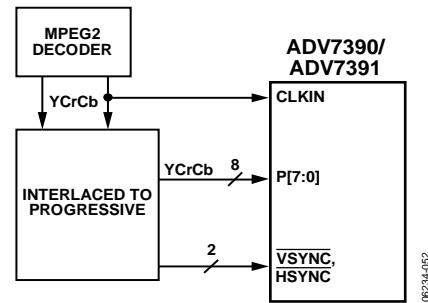 MPEG2
DECODER
ADV7390/
ADV7391
YCrCb
CLKIN
YCrCb
8
P[7:0]
INTERLACED TO
PROGRESSIVE
2
VSYNC,
HSYNC
06234-052